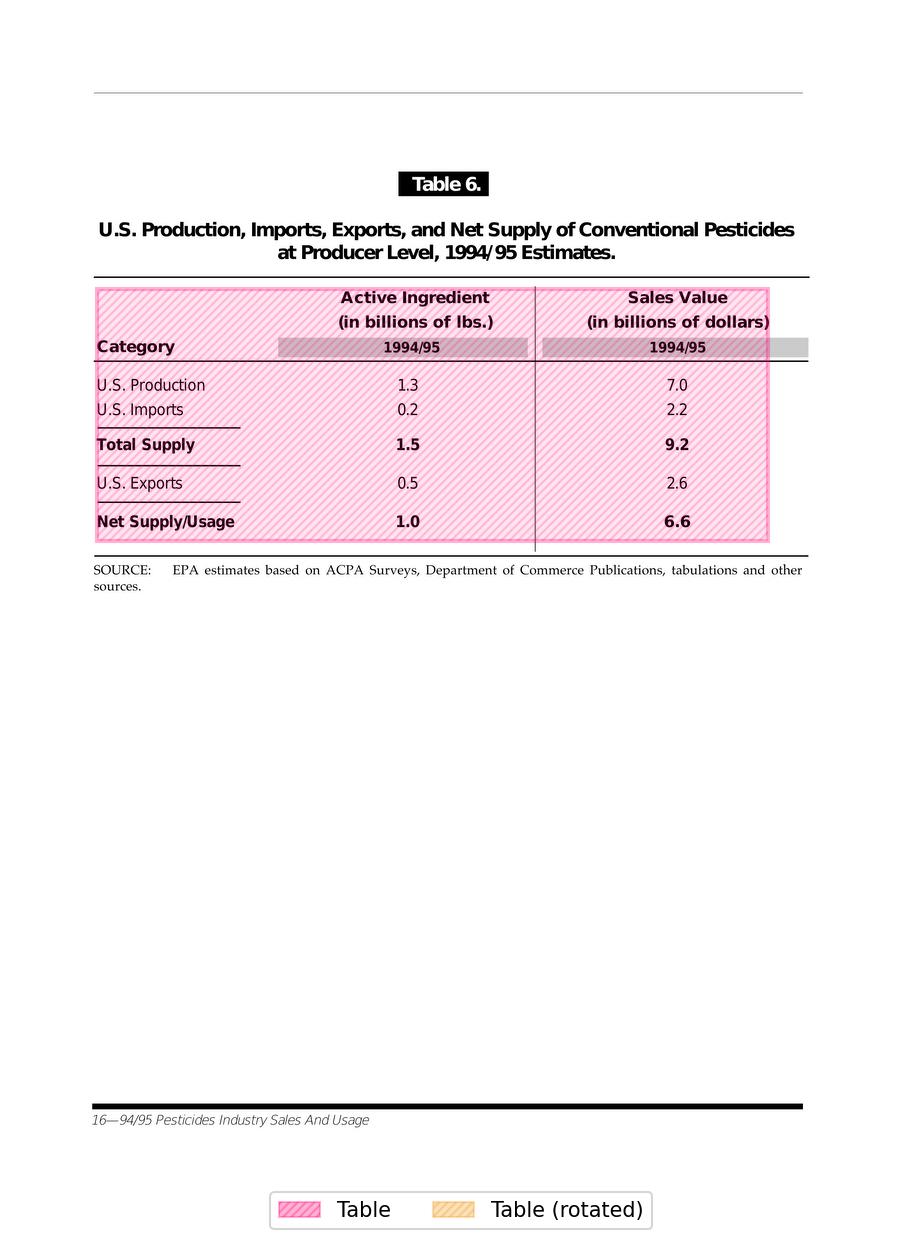 Table 6.
U.S. Production, Imports, Exports, and Net Supply of Conventional Pesticides
at Producer Level, 1994/95 Estimates.
Active Ingredient Sales Value
(in billions of lbs.) (in billions of dollars)
Category 1994/95 1994/95
U.S. Production 1.3 7.0
U.S. Imports 0.2 2.2
Total Supply 1.5 9.2
U.S. Exports 0.5 2.6
Net Supply/Usage 1.0 6.6
SOURCE: EPA estimates based on ACPA Surveys, Department of Commerce Publications, tabulations and other
sources.
16—94/95 Pesticides Industry Sales And Usage
Table Table (rotated)